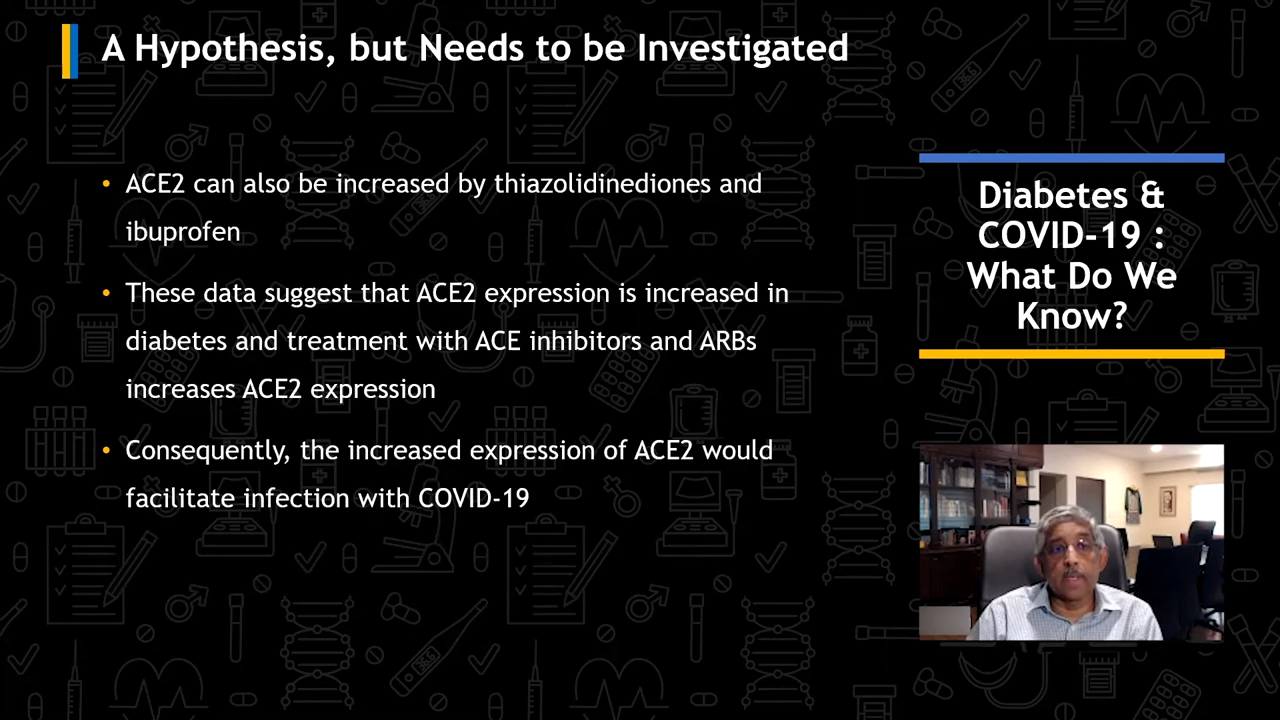 A Hypothesis, but Needs to be Investigated
• ACE2 can also be increased by thiazolidinediones and
ibuprofen
• These data suggest that ACE2 expression is increased in
diabetes and treatment with ACE inhibitors and ARBs
increases ACE2 expression
• Consequently, the increased expression of ACE2 would
facilitate infection with COVID-19
Diabetes &
COVID-19 :
What Do We
Know?